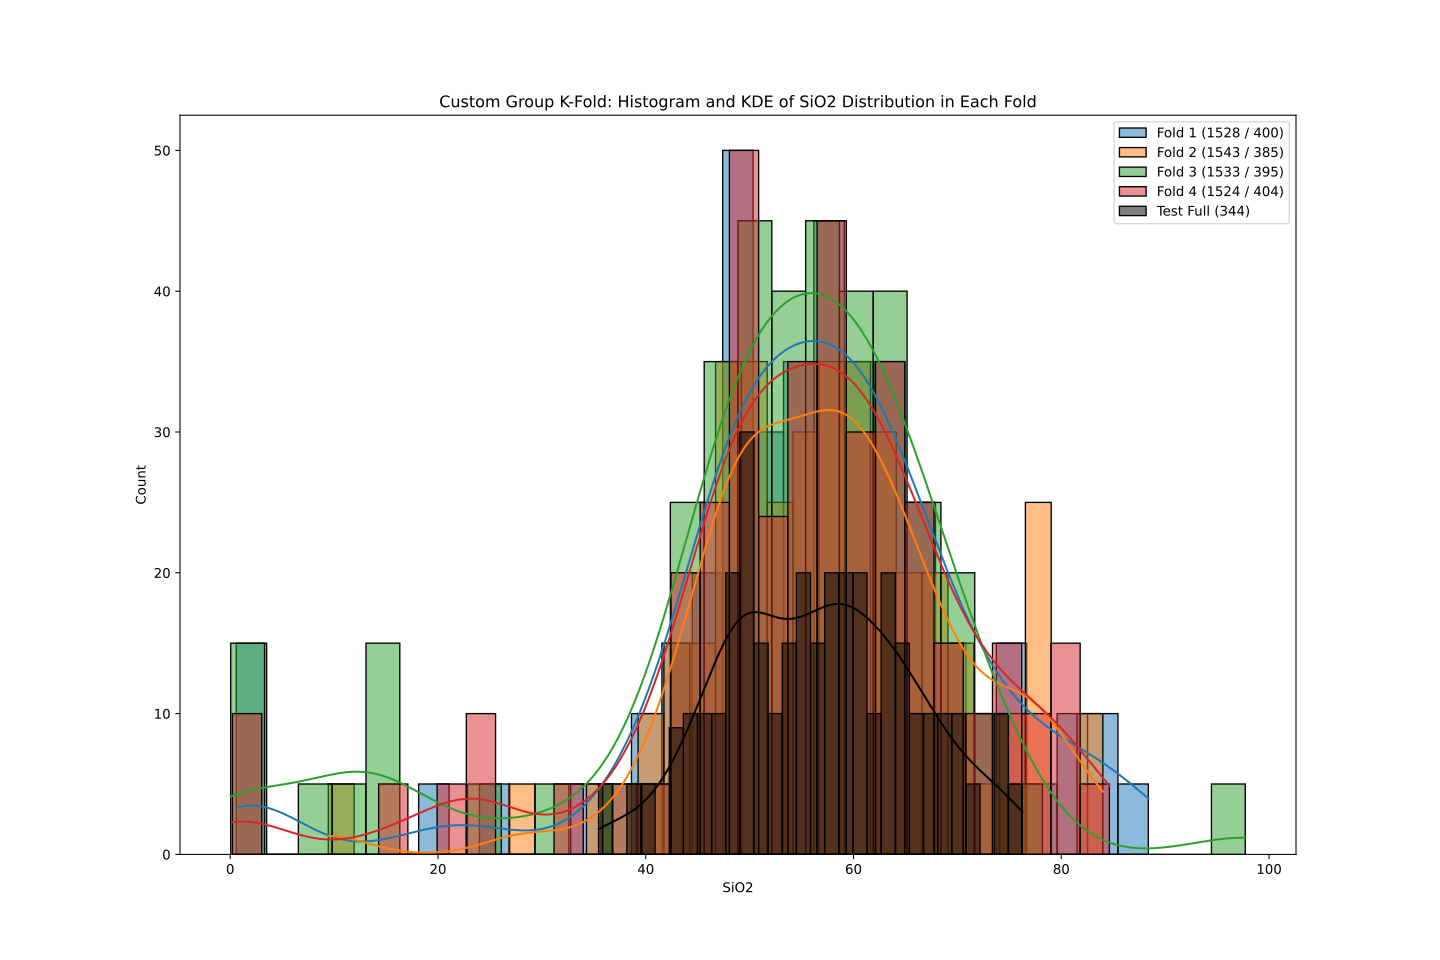 Custom Group K-Fold: Histogram and KDE of SiO2 Distribution in Each Fold
Fold 1 (1528 / 400)
Fold 2 (1543 / 385)
Fold 3 (1533 / 395)
Fold 4 (1524 / 404)
Test Full (344)
Count
50
40
30
20
10
0
0 20 40 60 80 100
SiO2